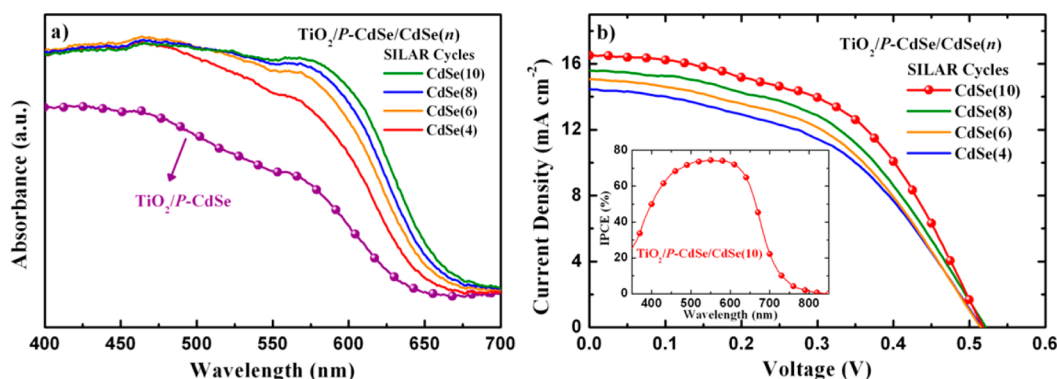 a)
TiO2/P-CdSe/CdSe(n)
SILAR Cycles
CdSe(10)
CdSe(8)
CdSe(6)
CdSe(4)
TiO2/P-CdSe
Absorbance (a.u.)
400 450 500 550 600 650 700
Wavelength (nm)
b)
TiO2/P-CdSe/CdSe(n)
SILAR Cycles
CdSe(10)
CdSe(8)
CdSe(6)
CdSe(4)
Current Density (mA cm-2)
20
16
12
8
4
0
0.0 0.1 0.2 0.3 0.4 0.5 0.6
Voltage (V)
IPCE (%)
80
60
40
20
0
TiO2/P-CdSe/CdSe(10)
400 500 600 700 800
Wavelength (nm)